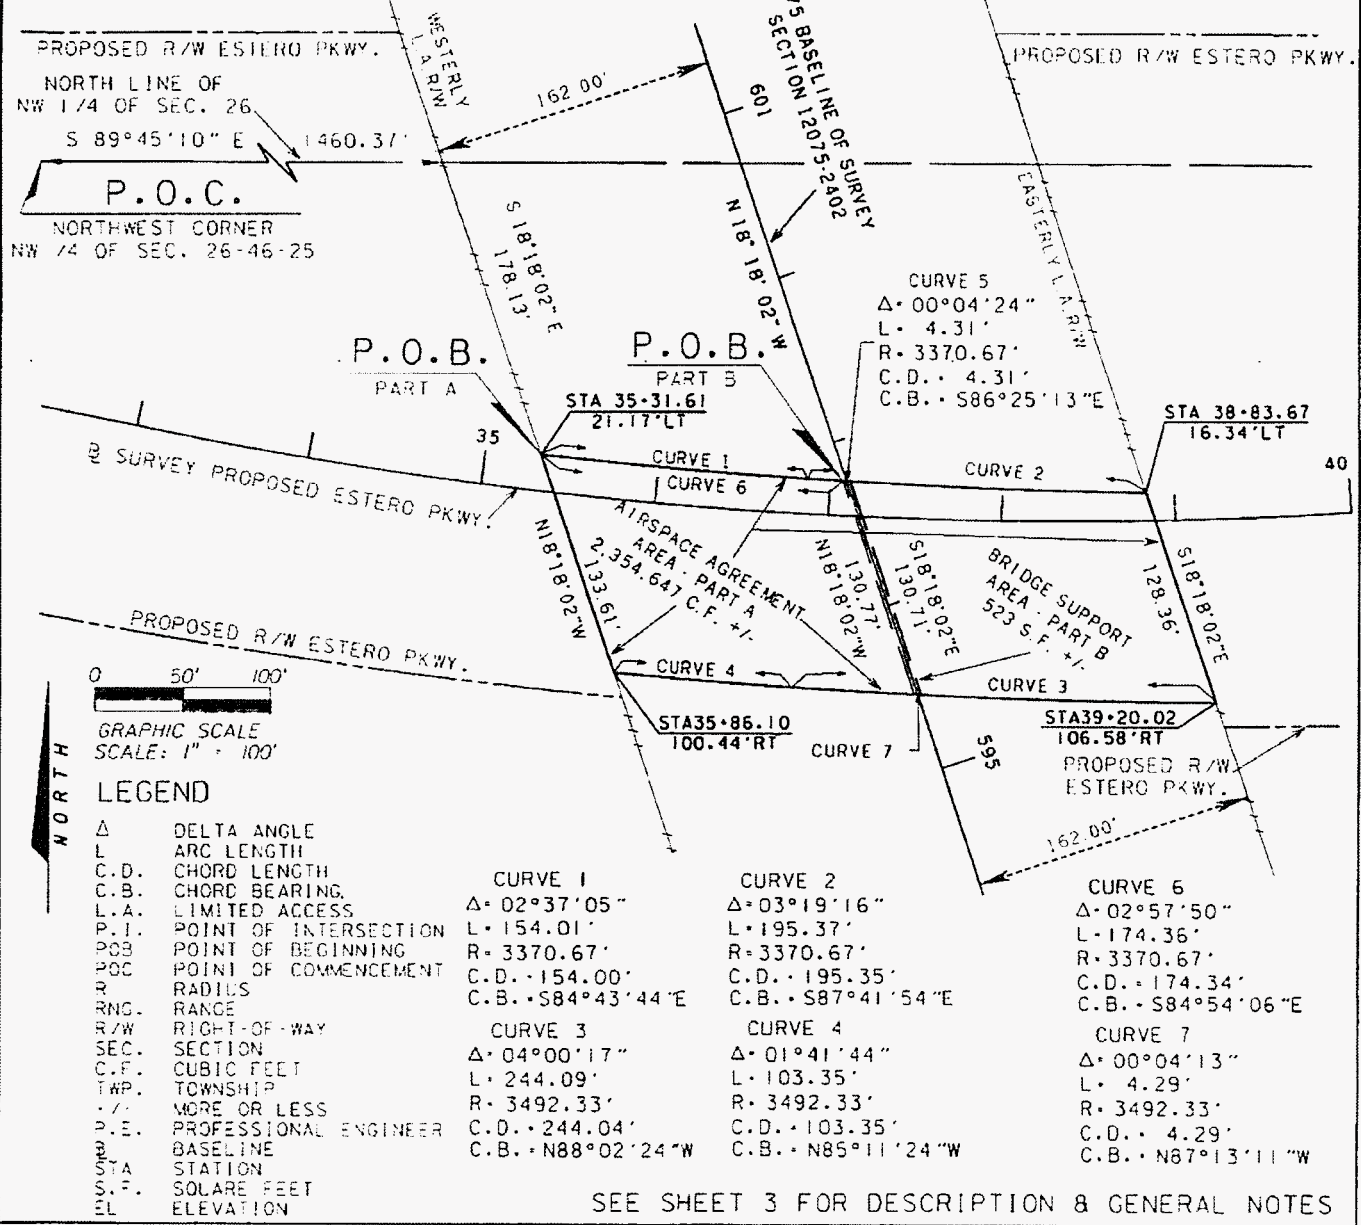 PROPOSED R/W ESTERO PKWY.
NORTH LINE OF
NW 1/4 OF SEC. 26
S 89°45'10" E 1460.37'
P.O.C.
NORTHWEST CORNER
NW /4 OF SEC. 26-46-25
WESTERLY
L.A. R/W
162.00'
/5 BASELINE OF SURVEY
SECTION 12075-2402
601
PROPOSED R/W ESTERO PKWY.
EASTERLY L.A. R/W
S 18°18'02" E
178.13'
N18° 18' 02" W
CURVE 5
Δ= 00°04'24"
L= 4.31'
R= 3370.67'
C.D. = 4.31'
C.B. = S86°25'13"E
P.O.B.
PART A
P.O.B.
PART B
STA 35+31.61
21.17'LT
STA 38+83.67
16.34'LT
35
40
CURVE 1
CURVE 6
CURVE 2
B SURVEY PROPOSED ESTERO PKWY.
N18°18'02"W
133.61'
AIRSPACE AGREEMENT
AREA - PART A
2,354.647 C.F. +/-
N18°18'02"W
130.77'
S18°18'02"E
130.71'
BRIDGE SUPPORT
AREA - PART B
523 S.F. +/-
S18°18'02"E
128.36'
PROPOSED R/W ESTERO PKWY.
CURVE 4
CURVE 3
STA35+86.10
100.44'RT
CURVE 7
595
STA39+20.02
106.58'RT
PROPOSED R/W
ESTERO PKWY.
162.00'
0 50' 100'
GRAPHIC SCALE
SCALE: 1" = 100'
NORTH
LEGEND
Δ DELTA ANGLE
L ARC LENGTH
C.D. CHORD LENGTH
C.B. CHORD BEARING
L.A. LIMITED ACCESS
P.I. POINT OF INTERSECTION
POB POINT OF BEGINNING
POC POINT OF COMMENCEMENT
R RADIUS
RNG. RANGE
R/W RIGHT-OF-WAY
SEC. SECTION
C.F. CUBIC FEET
TWP. TOWNSHIP
+/- MORE OR LESS
P.E. PROFESSIONAL ENGINEER
B BASELINE
STA STATION
S.F. SQUARE FEET
EL ELEVATION
CURVE 1
Δ= 02°37'05"
L= 154.01'
R= 3370.67'
C.D. = 154.00'
C.B. = S84°43'44"E
CURVE 2
Δ= 03°19'16"
L= 195.37'
R= 3370.67'
C.D. = 195.35'
C.B. = S87°41'54"E
CURVE 6
Δ= 02°57'50"
L= 174.36'
R= 3370.67'
C.D. = 174.34'
C.B. = S84°54'06"E
CURVE 3
Δ= 04°00'17"
L= 244.09'
R= 3492.33'
C.D. = 244.04'
C.B. = N88°02'24"W
CURVE 4
Δ= 01°41'44"
L= 103.35'
R= 3492.33'
C.D. = 103.35'
C.B. = N85°11'24"W
CURVE 7
Δ= 00°04'13"
L= 4.29'
R= 3492.33'
C.D. = 4.29'
C.B. = N87°13'11"W
SEE SHEET 3 FOR DESCRIPTION & GENERAL NOTES